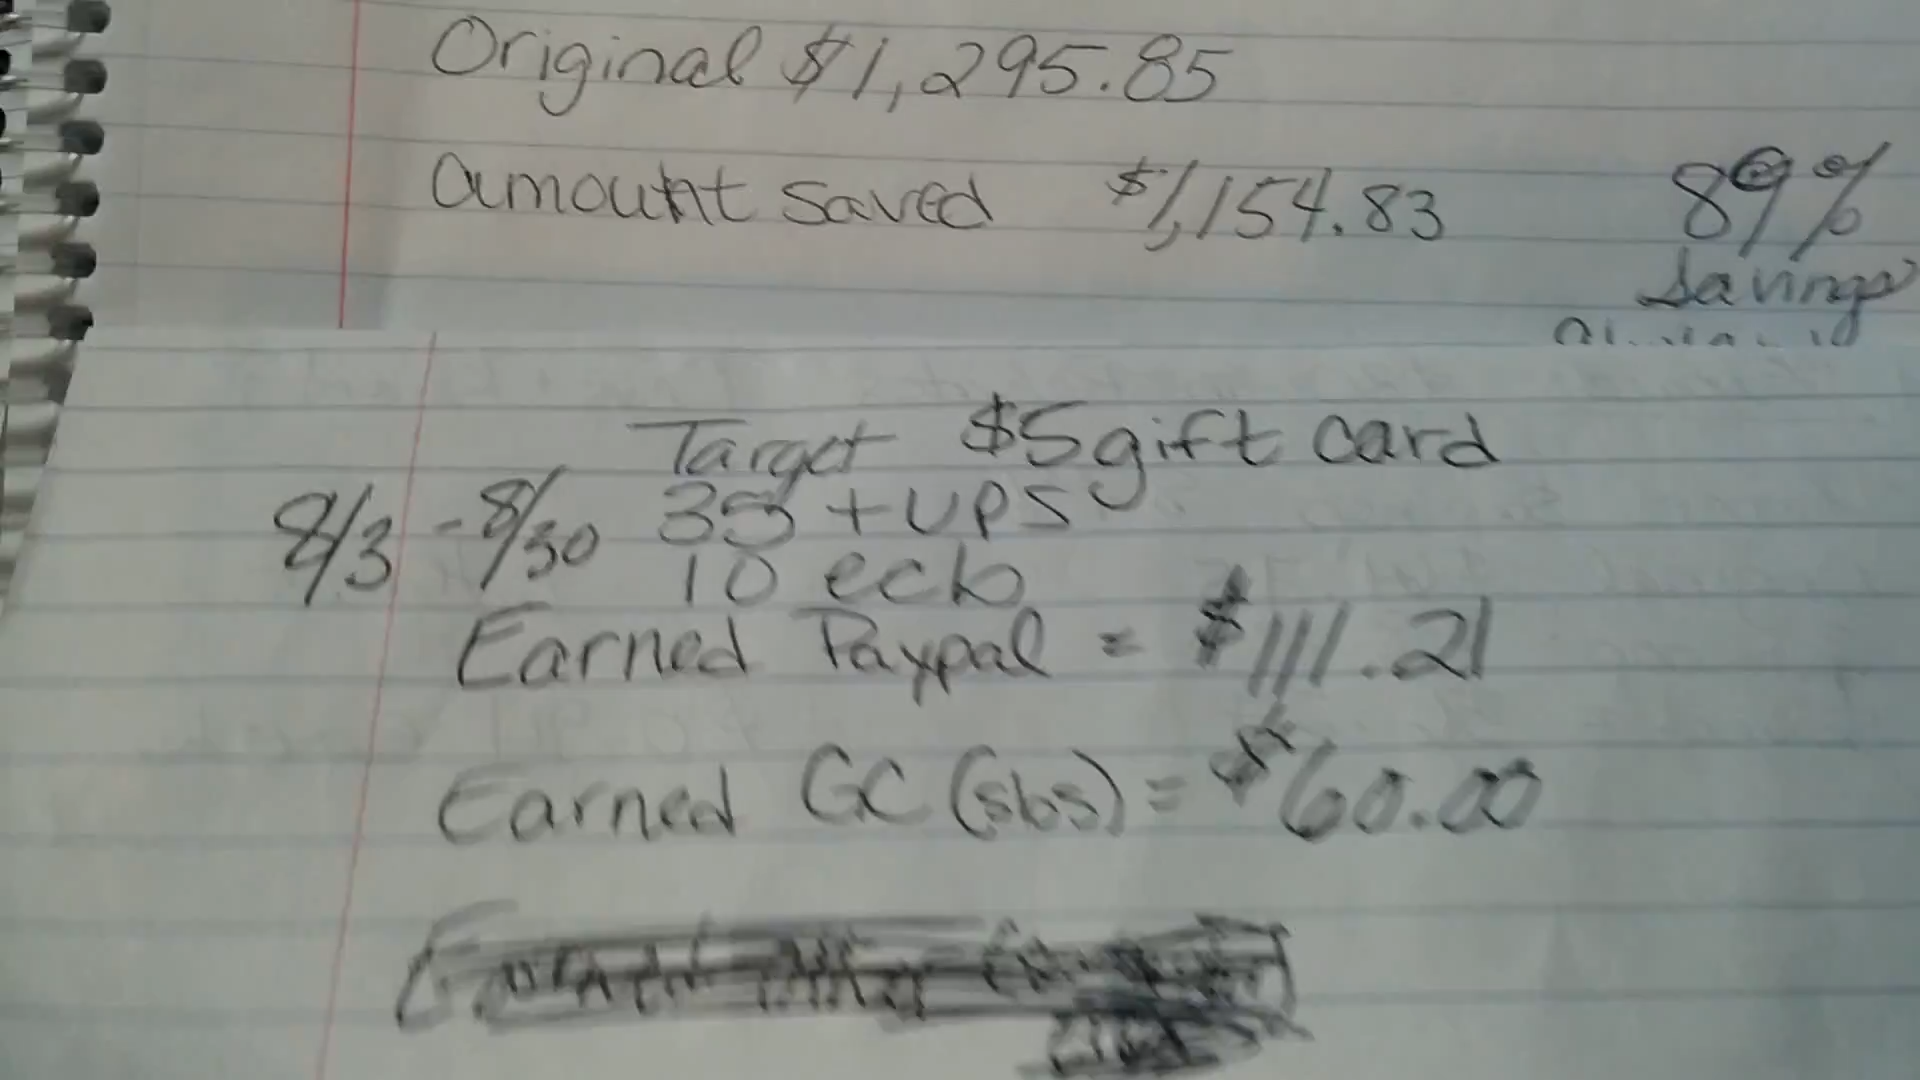 Original $1,295.85
Amount saved $1,154.83 89%
Savings
Target $5 gift card
8/3 - 8/30 35 + UPS
10 ecb
Earned Paypal = $111.21
Earned GC (sbs) = $60.00